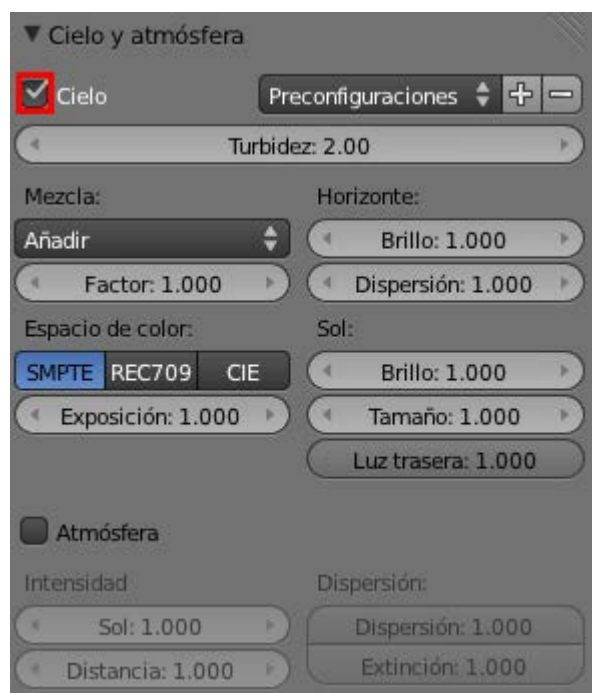 Cielo y atmósfera
Cielo Preconfiguraciones
Turbidez: 2.00
Mezcla: Horizonte:
Añadir Brillo: 1.000
Factor: 1.000 Dispersión: 1.000
Espacio de color: Sol:
SMPTE REC709 CIE Brillo: 1.000
Exposición: 1.000 Tamaño: 1.000
Luz trasera: 1.000
Atmósfera
Intensidad Dispersión:
Sol: 1.000 Dispersión: 1.000
Distancia: 1.000 Extinción: 1.000